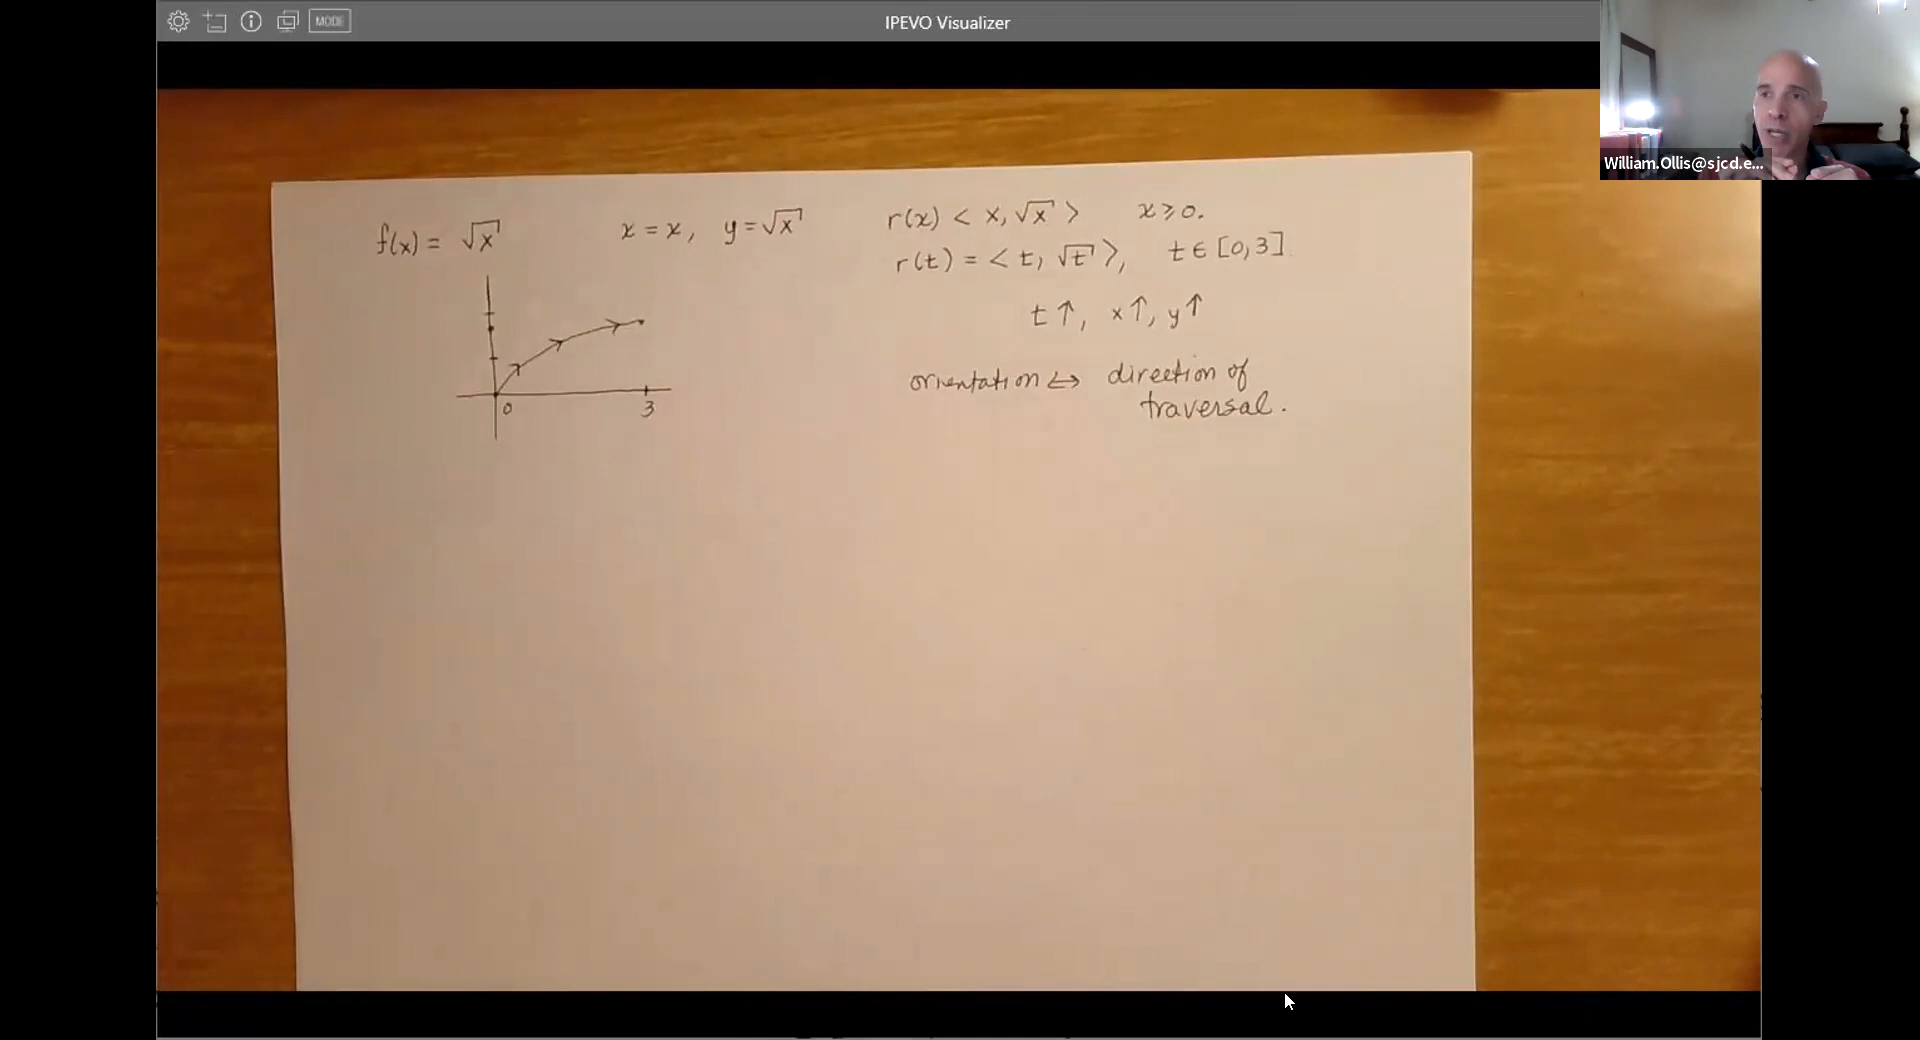 MODE
IPEVO Visualizer
William.Ollis@sjcd.e...
f(x) = √x
x = x, y = √x
r(x) < x, √x > x ⩾ 0.
r(t) = < t, √t >, t ∈ [0, 3]
t↑, x↑, y↑
orientation ↔ direction of
traversal.
0
3